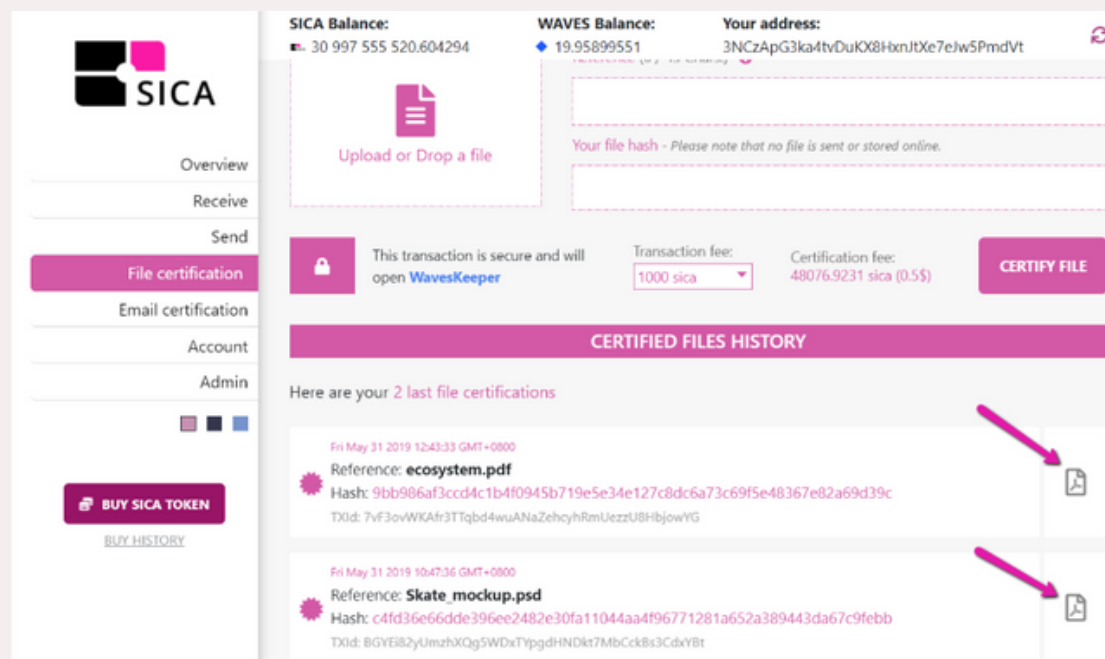 SICA Balance:
30 997 555 520.604294
WAVES Balance:
19.95899551
Your address:
3NCzApG3ka4tvDuKX8HxnJtXe7eJw5PmdVt
SICA
Overview
Receive
Send
File certification
Email certification
Account
Admin
BUY SICA TOKEN
BUY HISTORY
Upload or Drop a file
Your file hash - Please note that no file is sent or stored online.
This transaction is secure and will
open WavesKeeper
Transaction fee:
1000 sica
Certification fee:
48076.9231 sica (0.5$)
CERTIFY FILE
CERTIFIED FILES HISTORY
Here are your 2 last file certifications
Fri May 31 2019 12:43:33 GMT+0800
Reference: ecosystem.pdf
Hash: 9bb986af3ccd4c1b4f0945b719e5e34e127c8dc6a73c69f5e48367e82a69d39c
TXId: 7vF3ovWKAfr3TTqbd4wuANaZehcyhRmUezzU8HbjowYG
Fri May 31 2019 10:47:36 GMT+0800
Reference: Skate_mockup.psd
Hash: c4fd36e66dde396ee2482e30fa11044aa4f96771281a652a389443da67c9febb
TXId: BGYEi82yUmzhXQg5WDxTYpgdHNDkt7MbCckBs3CdxYBt